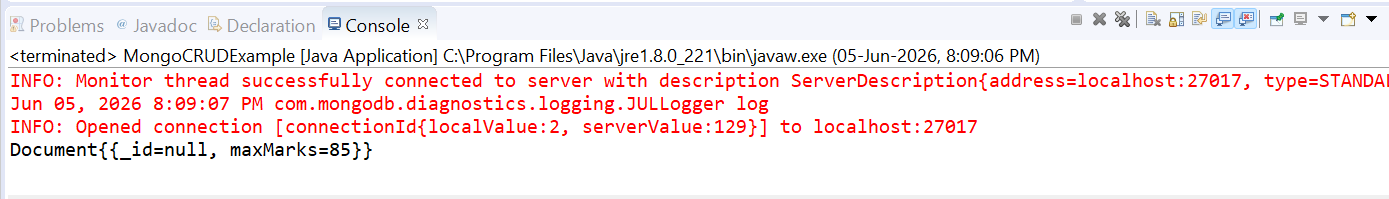 Problems @ Javadoc Declaration Console
<terminated> MongoCRUDExample [Java Application] C:\Program Files\Java\jre1.8.0_221\bin\javaw.exe (05-Jun-2026, 8:09:06 PM)
INFO: Monitor thread successfully connected to server with description ServerDescription{address=localhost:27017, type=STANDAL
Jun 05, 2026 8:09:07 PM com.mongodb.diagnostics.logging.JULLogger log
INFO: Opened connection [connectionId{localValue:2, serverValue:129}] to localhost:27017
Document{{_id=null, maxMarks=85}}